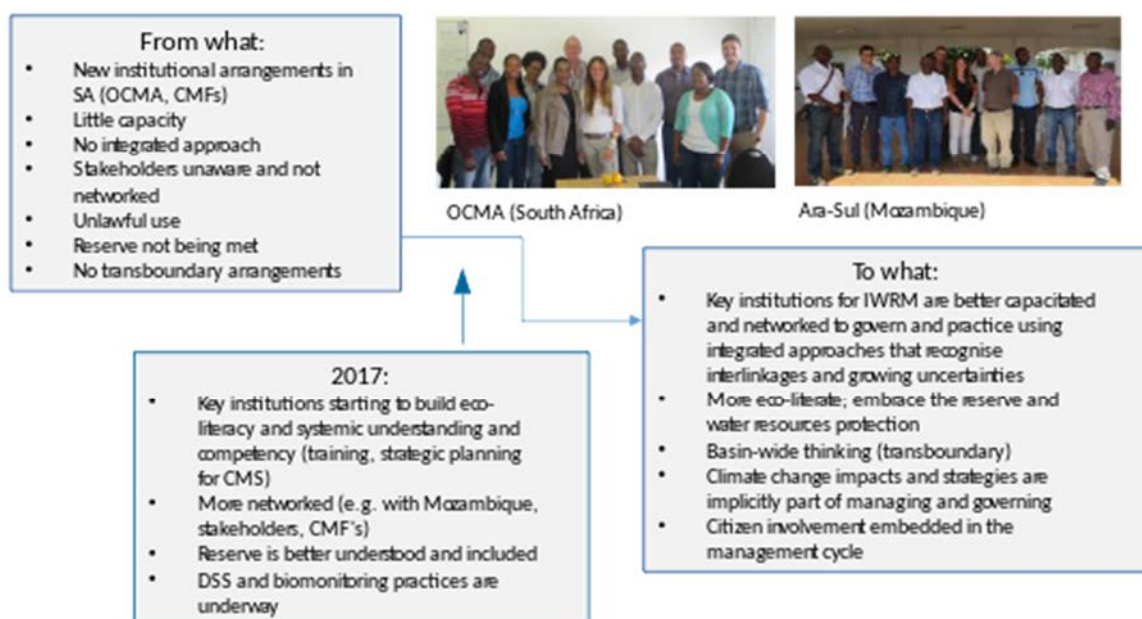 From what:
• New institutional arrangements in
SA (OCMA, CMFs)
• Little capacity
• No integrated approach
• Stakeholders unaware and not
networked
• Unlawful use
• Reserve not being met
• No transboundary arrangements
OCMA (South Africa)
Ara-Sul (Mozambique)
2017:
• Key institutions starting to build eco-
literacy and systemic understanding and
competency (training, strategic planning
for CMS)
• More networked (e.g. with Mozambique,
stakeholders, CMF's)
• Reserve is better understood and included
• DSS and biomonitoring practices are
underway
To what:
• Key institutions for IWRM are better capacitated
and networked to govern and practice using
integrated approaches that recognise
interlinkages and growing uncertainties
• More eco-literate; embrace the reserve and
water resources protection
• Basin-wide thinking (transboundary)
• Climate change impacts and strategies are
implicitly part of managing and governing
• Citizen involvement embedded in the
management cycle